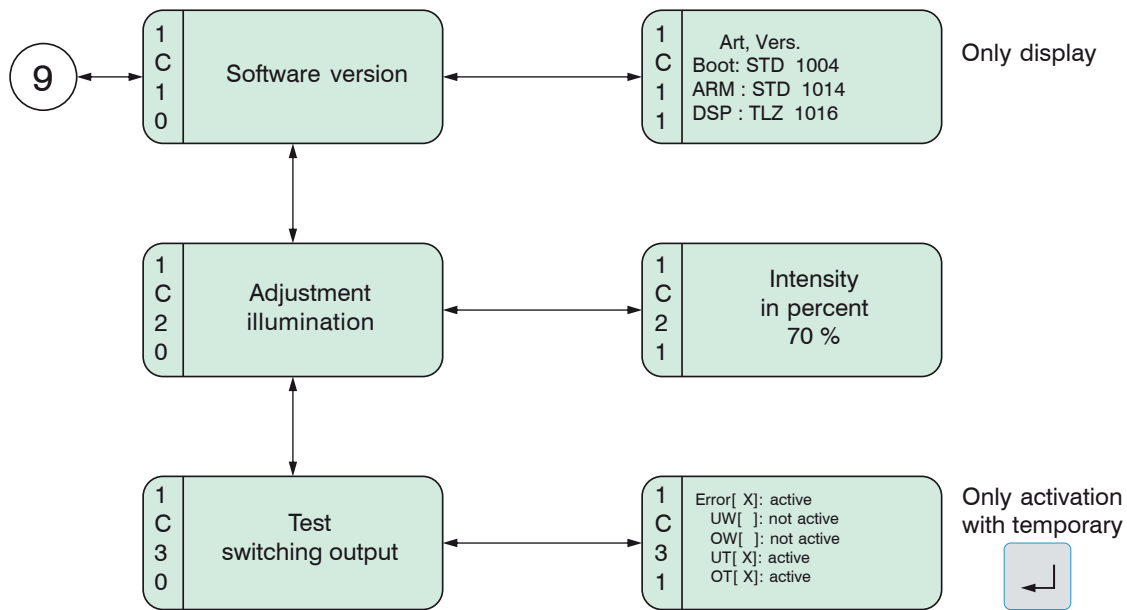 9
1
C
1
0
Software version
1
C
1
1
Art, Vers.
Boot: STD 1004
ARM : STD 1014
DSP : TLZ 1016
Only display
1
C
2
0
Adjustment
illumination
1
C
2
1
Intensity
in percent
70 %
1
C
3
0
Test
switching output
1
C
3
1
Error[ X]: active
UW[ ]: not active
OW[ ]: not active
UT[ X]: active
OT[ X]: active
Only activation
with temporary